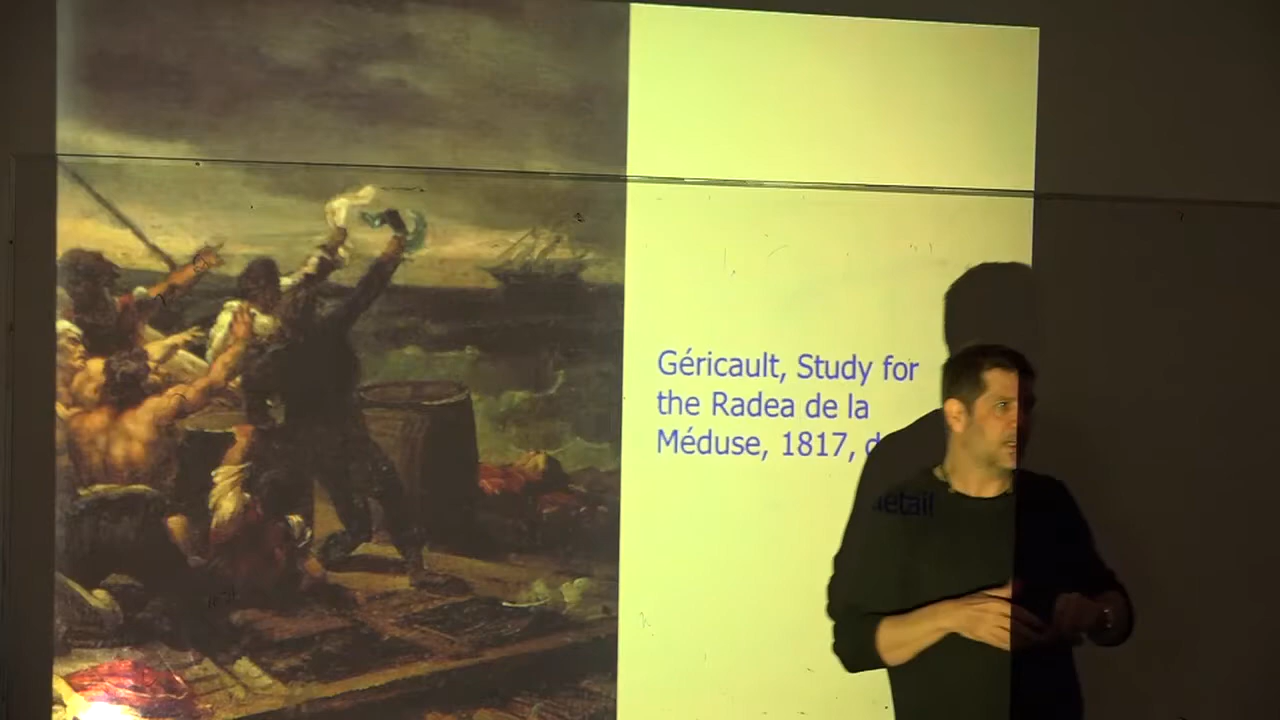 Géricault, Study for
the Radea de la
Méduse, 1817, d
detail